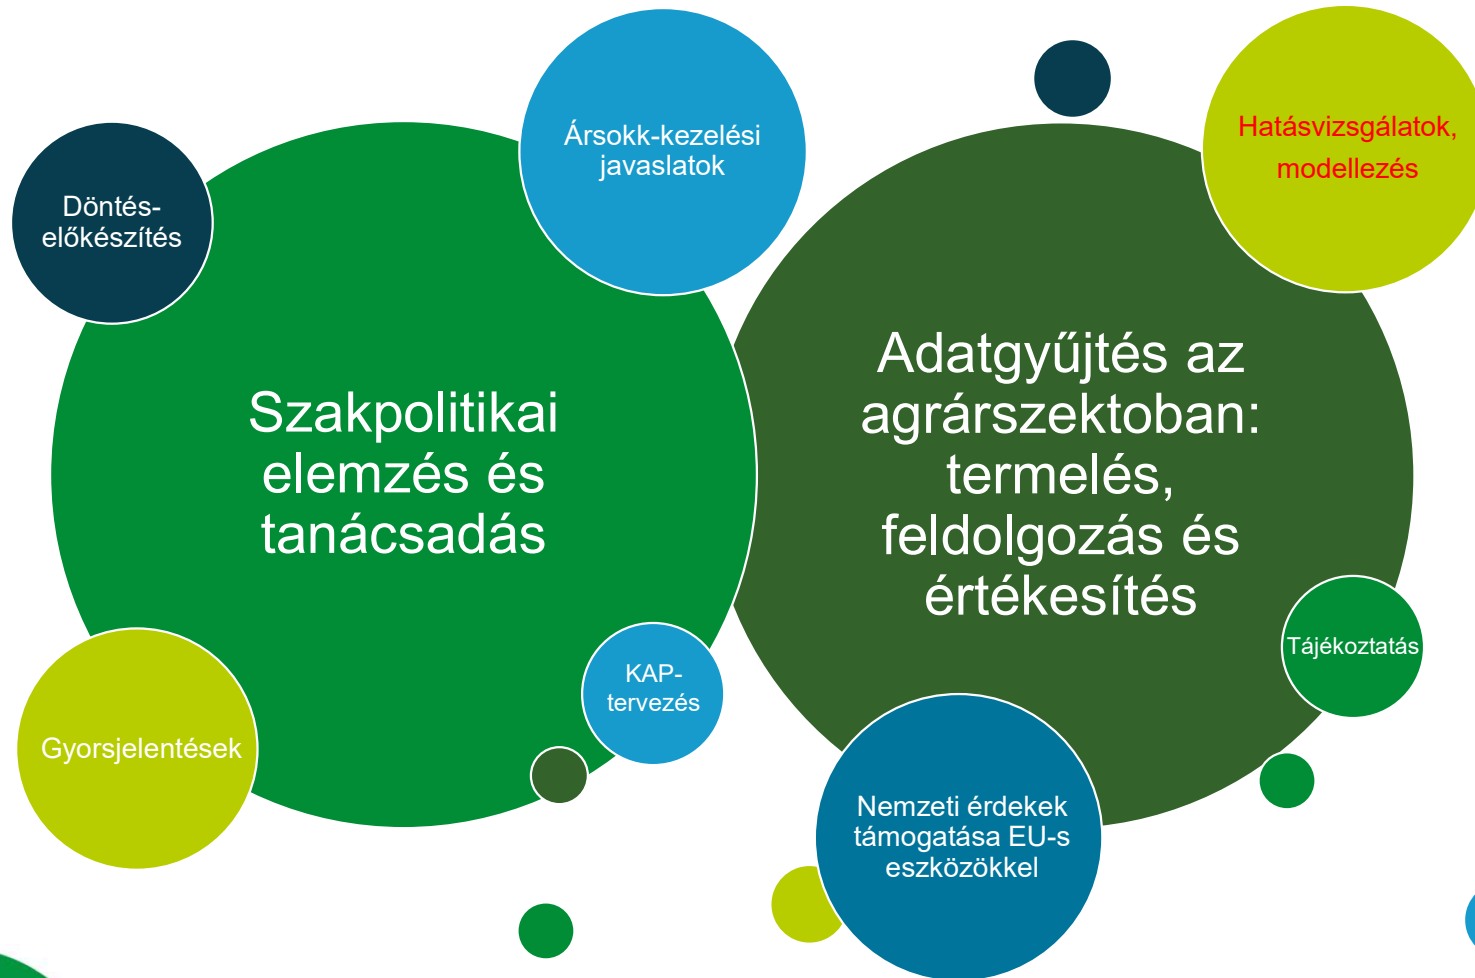 Döntés-
előkészítés
Ársokk-kezelési
javaslatok
Szakpolitikai
elemzés és
tanácsadás
Gyorsjelentések
KAP-
tervezés
Hatásvizsgálatok,
modellezés
Adatgyűjtés az
agrárszektoban:
termelés,
feldolgozás és
értékesítés
Tájékoztatás
Nemzeti érdekek
támogatása EU-s
eszközökkel